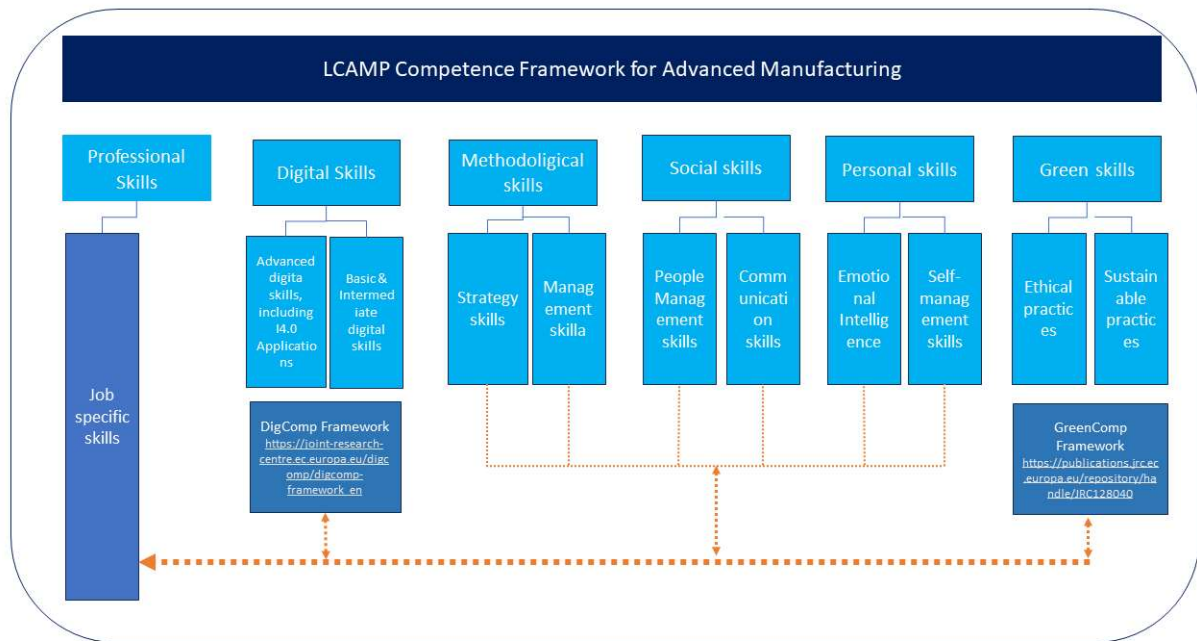 LCAMP Competence Framework for Advanced Manufacturing
Professional
Skills
Digital Skills
Methodoligical
skills
Social skills
Personal skills
Green skills
Job
specific
skills
Advanced
digita
skills,
including
I4.0
Applicatio
ns
Basic &
Intermed
iate
digital
skills
Strategy
skills
Manag
ement
skilla
People
Manag
ement
skills
Com
municati
on
skills
Emotio
nal
Intellig
ence
Self-
manag
ement
skills
Ethical
practic
es
Sustai
nable
practic
es
DigComp Framework
https://joint-research-
centre.ec.europa.eu/digc
omp/digcomp-
framework_en
GreenComp
Framework
https://publications.jrc.ec
.europa.eu/repository/ha
ndle/JRC128040